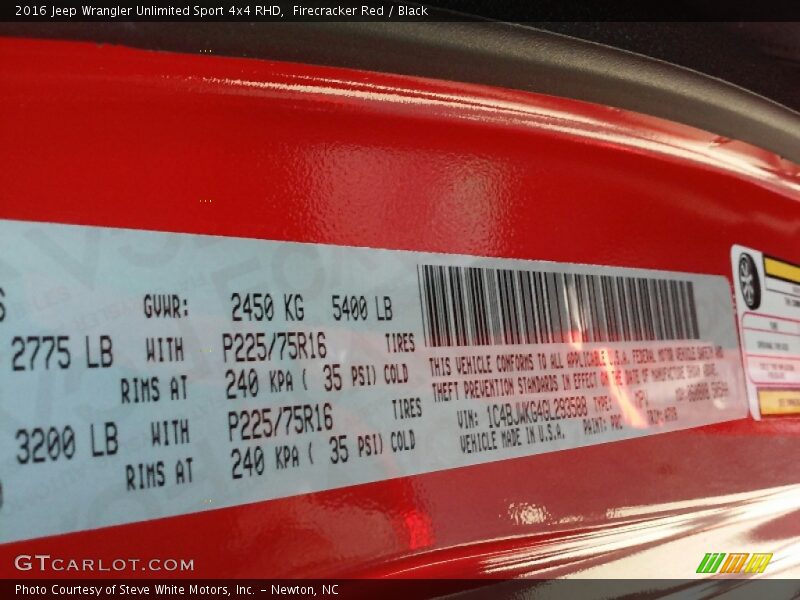 2016 Jeep Wrangler Unlimited Sport 4x4 RHD,  Firecracker Red / Black
GVWR: 2450 KG 5400 LB
2775 LB WITH P225/75R16 TIRES
RIMS AT 240 KPA ( 35 PSI) COLD
3200 LB WITH P225/75R16 TIRES
RIMS AT 240 KPA ( 35 PSI) COLD
THIS VEHICLE CONFORMS TO ALL APPLICABLE U.S.A. FEDERAL MOTOR VEHICLE SAFETY AND
THEFT PREVENTION STANDARDS IN EFFECT ON THE DATE OF MANUFACTURE SHOWN ABOVE.
VIN: 1C4BJWKG4GL293508 TYPE: MPV
VEHICLE MADE IN U.S.A. PAINT: PRC TRIM:
GTCARLOT.COM
Photo Courtesy of Steve White Motors, Inc. – Newton, NC